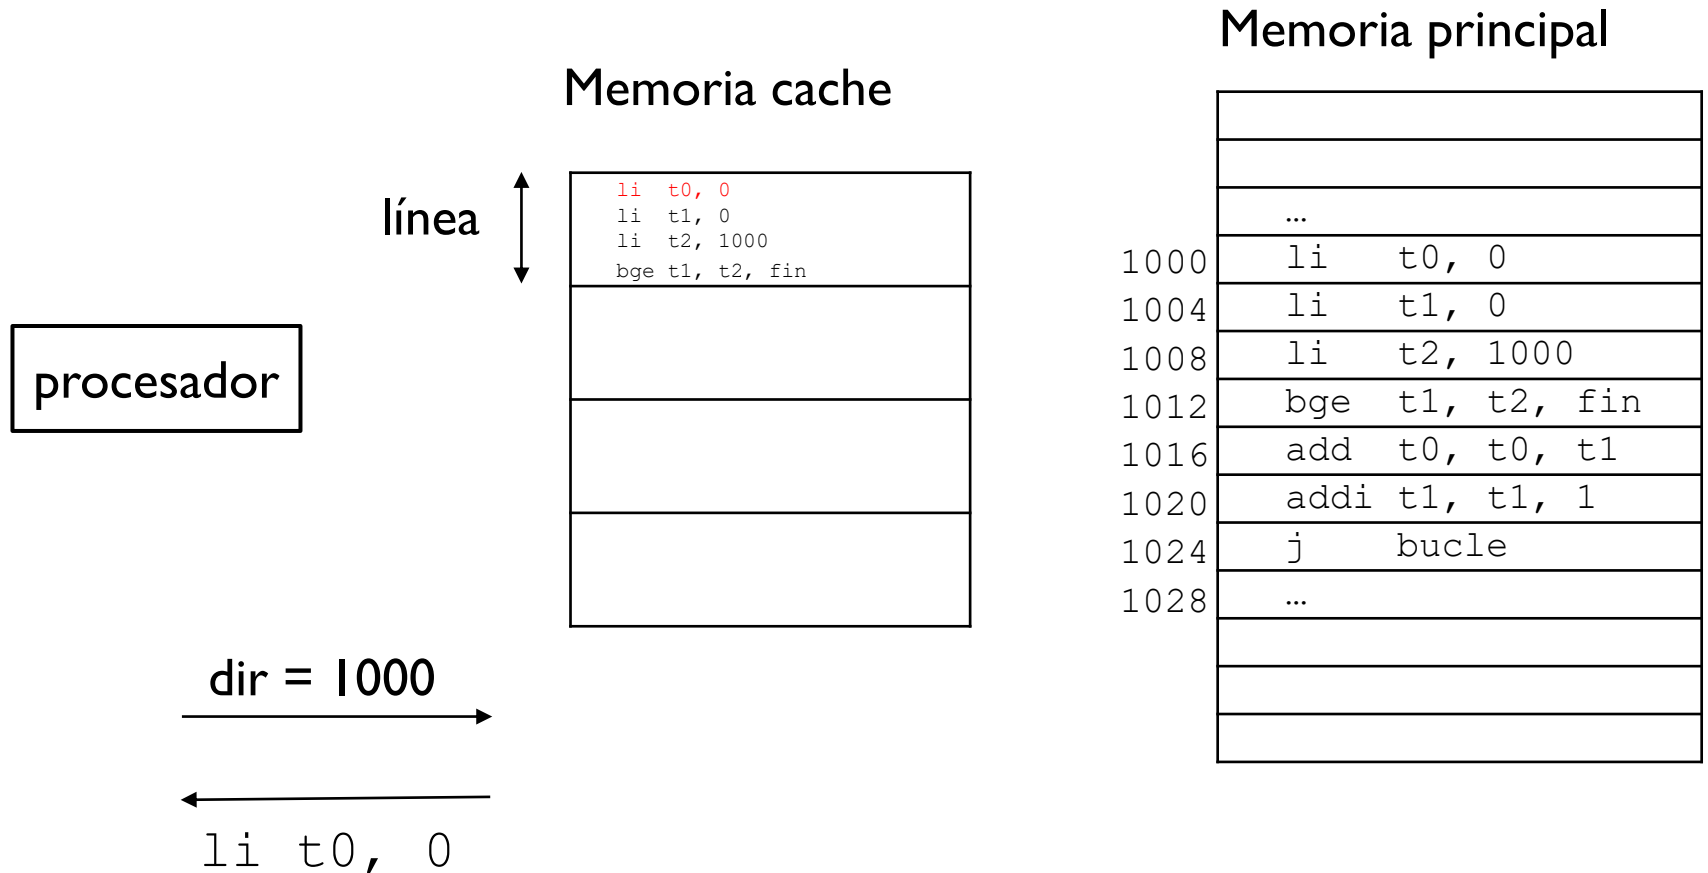 Memoria principal
Memoria cache
línea
li t0, 0
li t1, 0
li t2, 1000
bge t1, t2, fin
procesador
…
1000 li t0, 0
1004 li t1, 0
1008 li t2, 1000
1012 bge t1, t2, fin
1016 add t0, t0, t1
1020 addi t1, t1, 1
1024 j bucle
1028 …
dir = 1000
li t0, 0